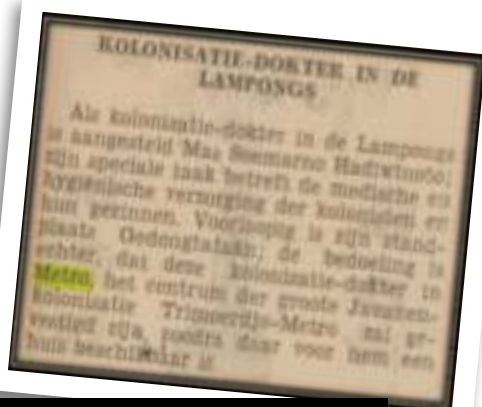 KOLONISATIE-DOKTER IN DE
LAMPONGS
Als kolonisatie-dokter in de Lampongs
is aangesteld Mas Soemarno Hadiwinoto;
zijn speciale taak betreft de medische en
hygiënische verzorging der kolonisten en
hun gezinnen. Voorloopig is zijn stand-
plaats Gedongtataän; de bedoeling is
echter, dat deze kolonisatie-dokter in
Metro, het centrum der groote Javanen-
kolonisatie Trimoerdjo-Metro zal ge-
vestigd zijn, zoodra daar voor hem een
huis beschikbaar is